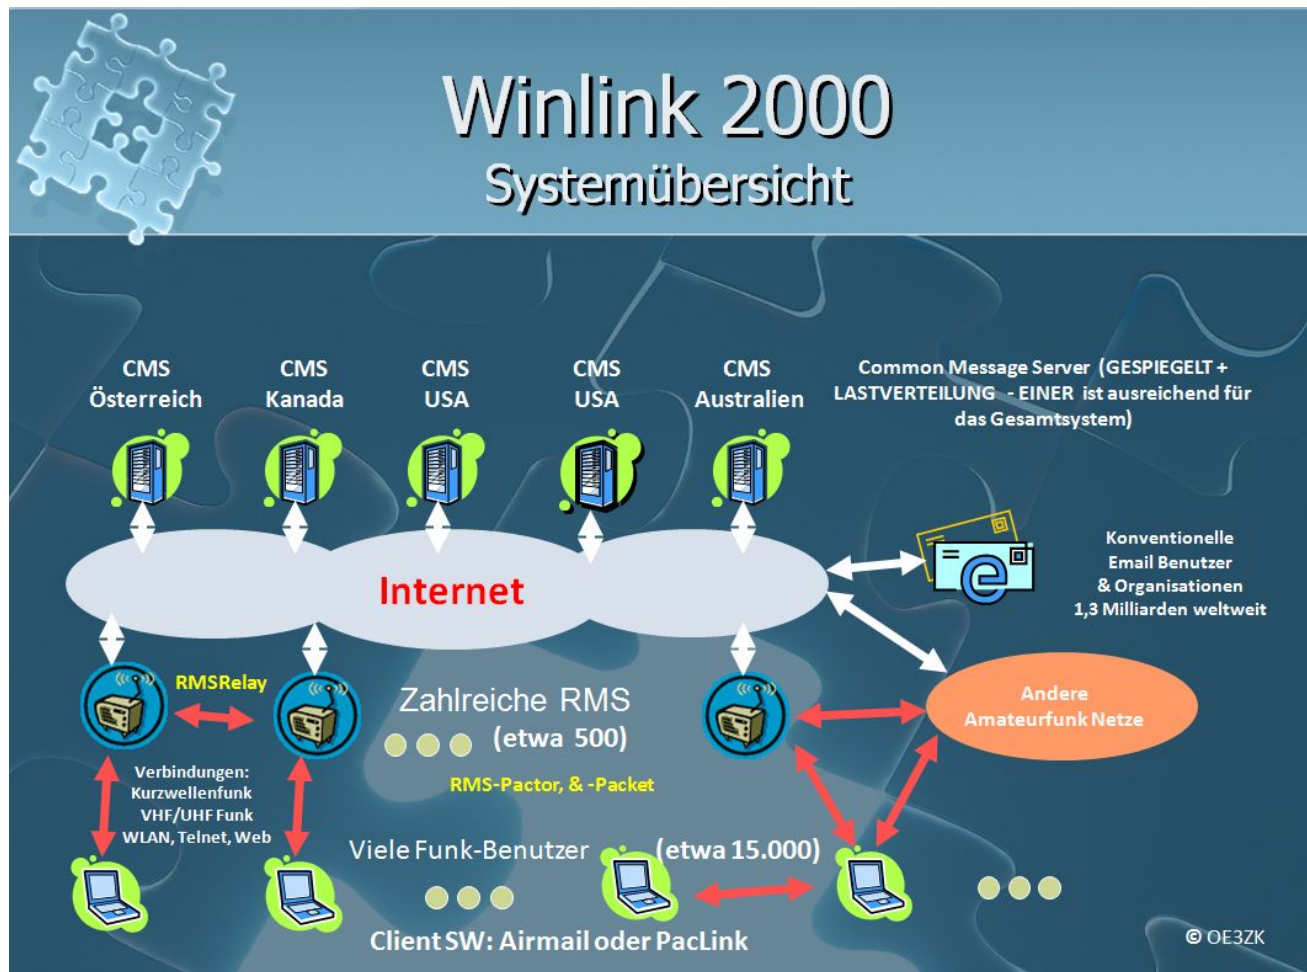 Winlink 2000
Systemübersicht
CMS
Österreich
CMS
Kanada
CMS
USA
CMS
USA
CMS
Australien
Common Message Server (GESPIEGELT +
LASTVERTEILUNG - EINER ist ausreichend für
das Gesamtsystem)
Internet
Konventionelle
Email Benutzer
& Organisationen
1,3 Milliarden weltweit
RMSRelay
Zahlreiche RMS
(etwa 500)
RMS-Pactor, & -Packet
Andere
Amateurfunk Netze
Verbindungen:
Kurzwellenfunk
VHF/UHF Funk
WLAN, Telnet, Web
Viele Funk-Benutzer (etwa 15.000)
Client SW: Airmail oder PacLink
© OE3ZK